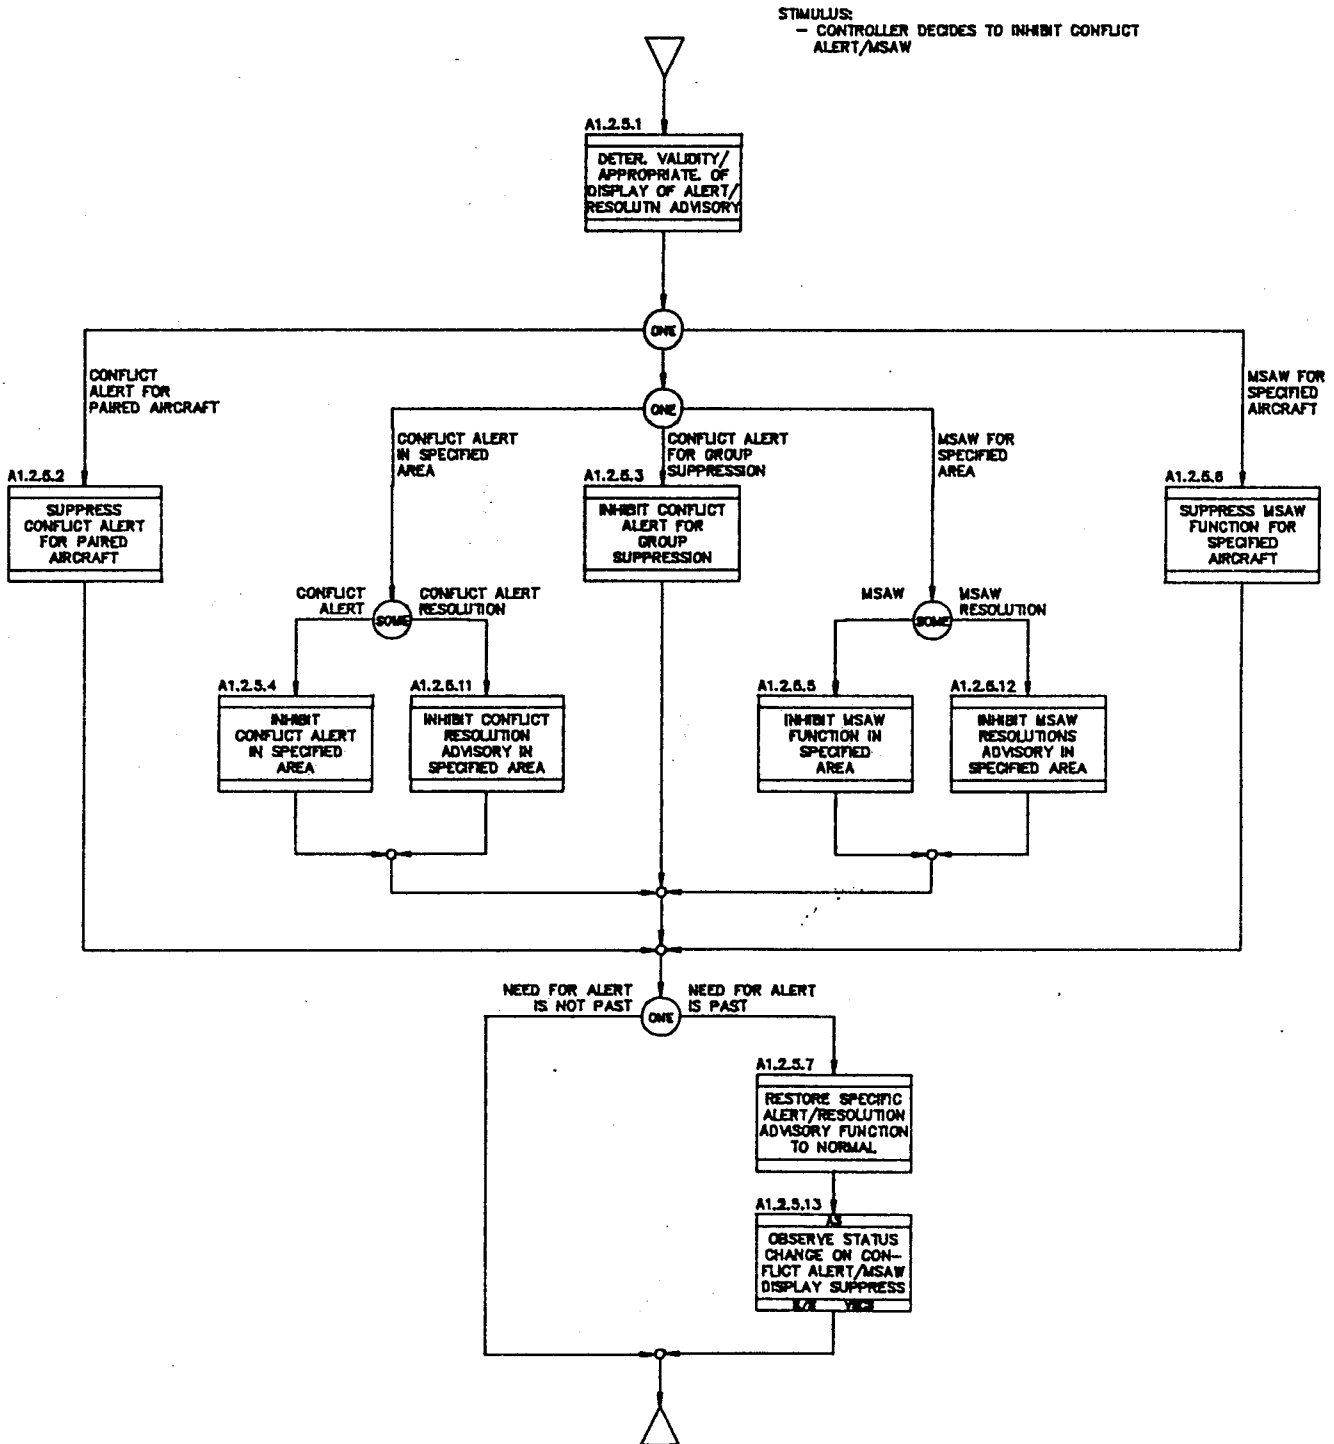 STIMULUS:
– CONTROLLER DECIDES TO INHIBIT CONFLICT
ALERT/MSAW
A1.2.5.1
DETER. VALIDITY/
APPROPRIATE. OF
DISPLAY OF ALERT/
RESOLUTN ADVISORY
ONE
CONFLICT
ALERT FOR
PAIRED AIRCRAFT
MSAW FOR
SPECIFIED
AIRCRAFT
ONE
CONFLICT ALERT
IN SPECIFIED
AREA
CONFLICT ALERT
FOR GROUP
SUPPRESSION
MSAW FOR
SPECIFIED
AREA
A1.2.5.2
SUPPRESS
CONFLICT ALERT
FOR PAIRED
AIRCRAFT
A1.2.5.3
INHIBIT CONFLICT
ALERT FOR
GROUP
SUPPRESSION
A1.2.5.6
SUPPRESS MSAW
FUNCTION FOR
SPECIFIED
AIRCRAFT
CONFLICT
ALERT
SOME
CONFLICT ALERT
RESOLUTION
MSAW
SOME
MSAW
RESOLUTION
A1.2.5.4
INHIBIT
CONFLICT ALERT
IN SPECIFIED
AREA
A1.2.5.11
INHIBIT CONFLICT
RESOLUTION
ADVISORY IN
SPECIFIED AREA
A1.2.5.5
INHIBIT MSAW
FUNCTION IN
SPECIFIED
AREA
A1.2.5.12
INHIBIT MSAW
RESOLUTIONS
ADVISORY IN
SPECIFIED AREA
NEED FOR ALERT
IS NOT PAST
ONE
NEED FOR ALERT
IS PAST
A1.2.5.7
RESTORE SPECIFIC
ALERT/RESOLUTION
ADVISORY FUNCTION
TO NORMAL
A1.2.5.13
OBSERVE STATUS
CHANGE ON CON–
FLICT ALERT/MSAW
DISPLAY SUPPRESS